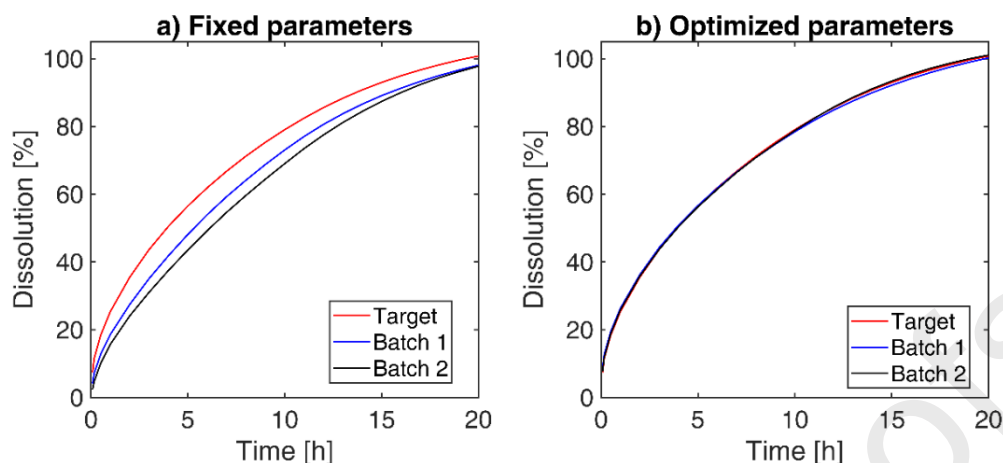 a) Fixed parameters
100
80
60
40
20
0
Dissolution [%]
0 5 10 15 20
Time [h]
Target
Batch 1
Batch 2
b) Optimized parameters
100
80
60
40
20
0
Dissolution [%]
0 5 10 15 20
Time [h]
Target
Batch 1
Batch 2